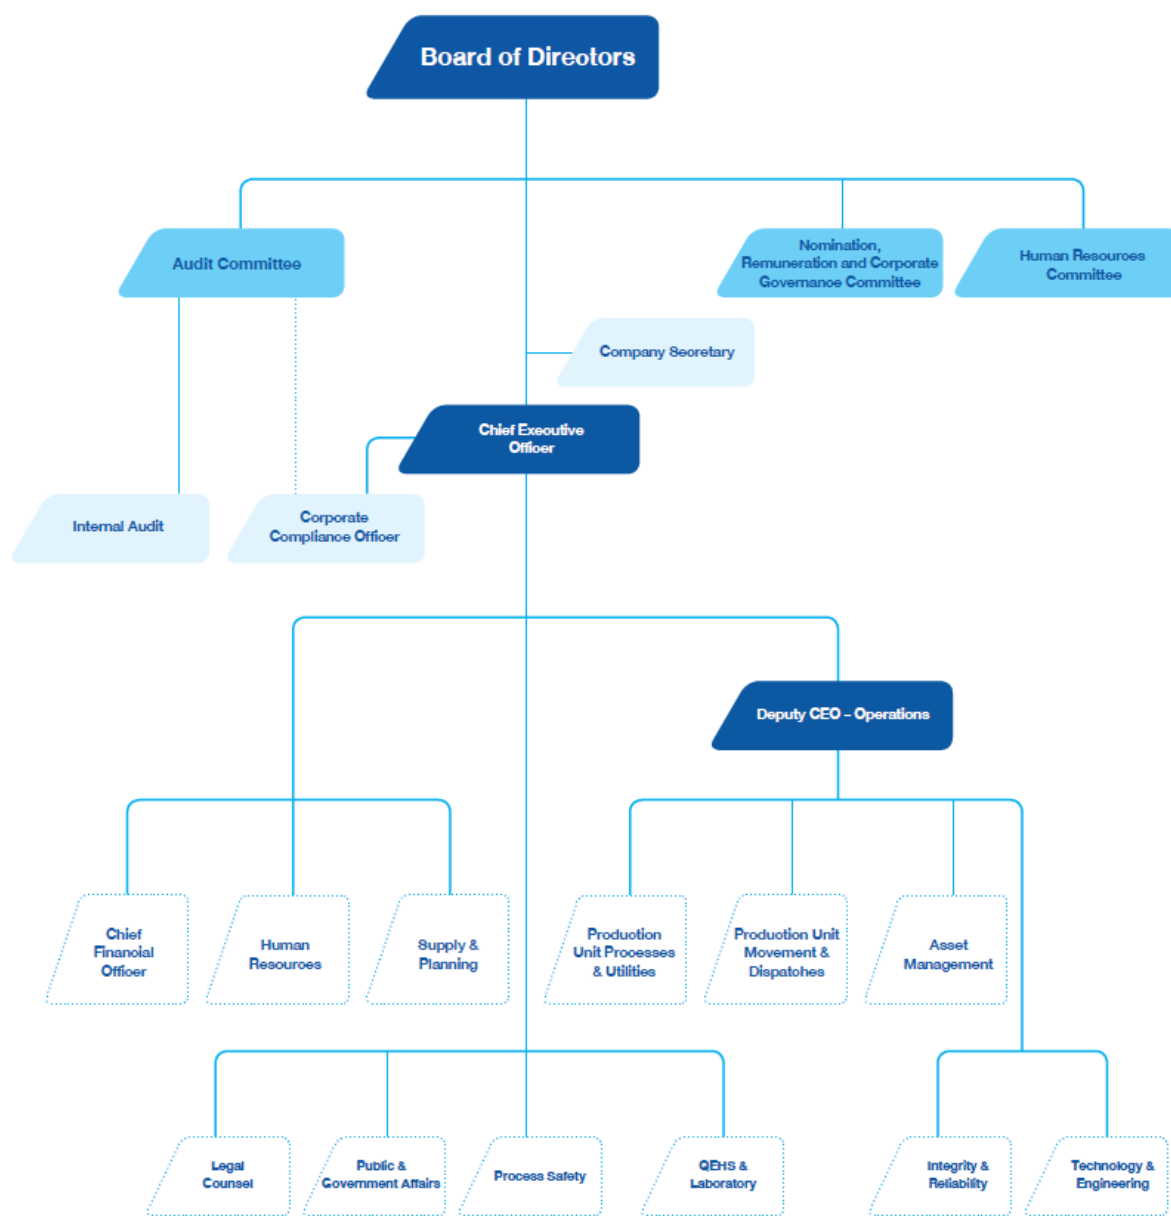 Board of Directors
Audit Committee
Nomination,
Remuneration and Corporate
Governance Committee
Human Resources
Committee
Company Secretary
Chief Executive
Officer
Internal Audit
Corporate
Compliance Officer
Deputy CEO – Operations
Chief
Financial
Officer
Human
Resources
Supply &
Planning
Production
Unit Processes
& Utilities
Production Unit
Movement &
Dispatches
Asset
Management
Legal
Counsel
Public &
Government Affairs
Process Safety
QEHS &
Laboratory
Integrity &
Reliability
Technology &
Engineering